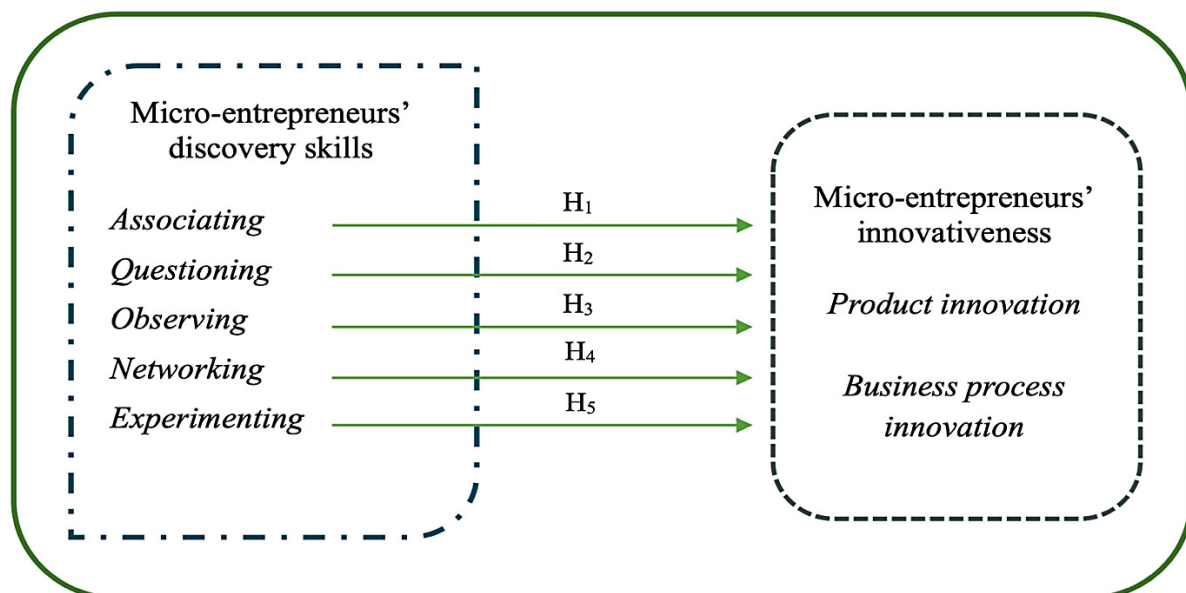 Micro-entrepreneurs’
discovery skills
Associating
Questioning
Observing
Networking
Experimenting
H₁
H₂
H₃
H₄
H₅
Micro-entrepreneurs’
innovativeness
Product innovation
Business process
innovation